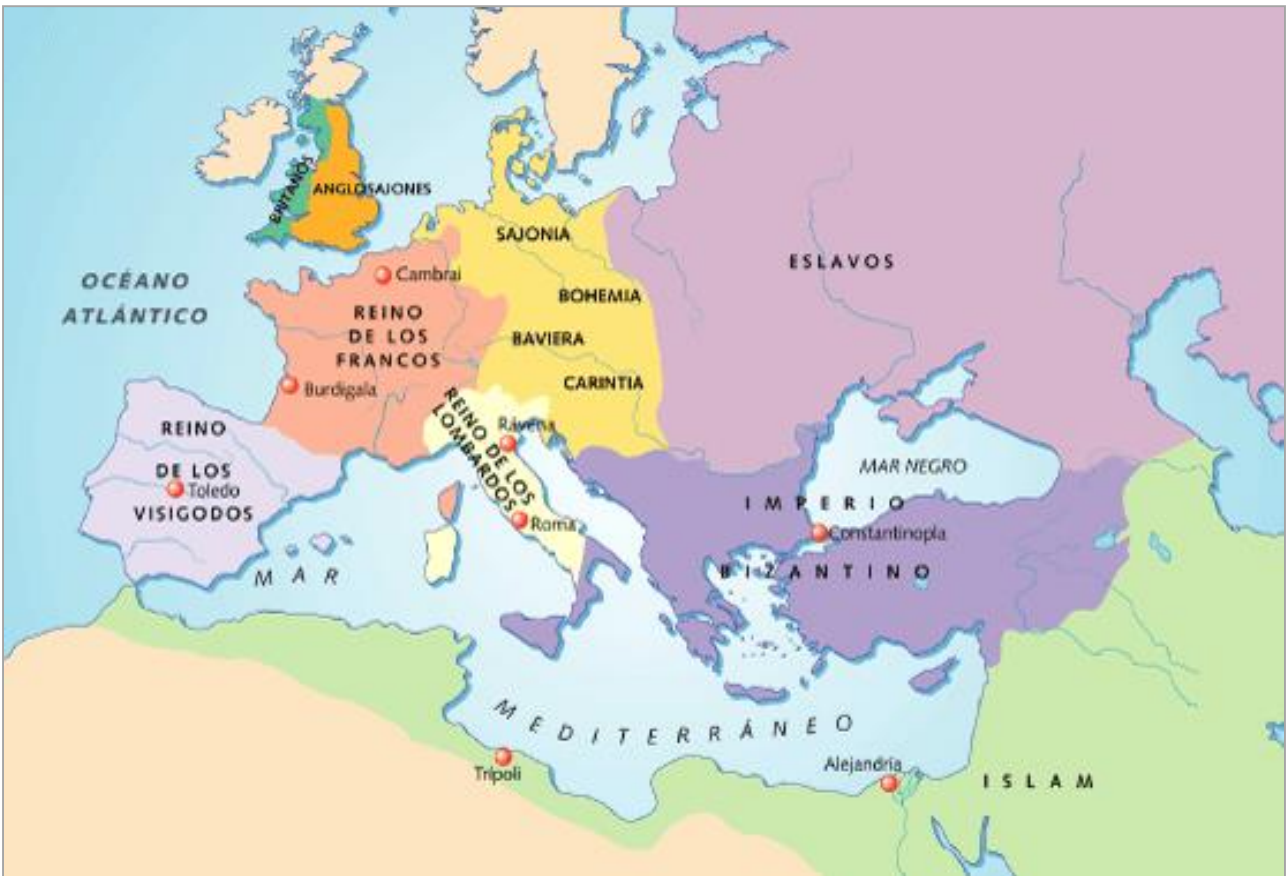 BRITANOS
ANGLOSAJONES
SAJONIA
OCÉANO
ATLÁNTICO
Cambrai
REINO
DE LOS
FRANCOS
BOHEMIA
BAVIERA
CARINTIA
ESLAVOS
Burdigala
REINO DE LOS
LOMBARDOS
Rávena
Roma
REINO
DE LOS
Toledo
VISIGODOS
MAR NEGRO
IMPERIO
Constantinopla
BIZANTINO
MAR
MEDITERRÁNEO
Trípoli
Alejandría
ISLAM